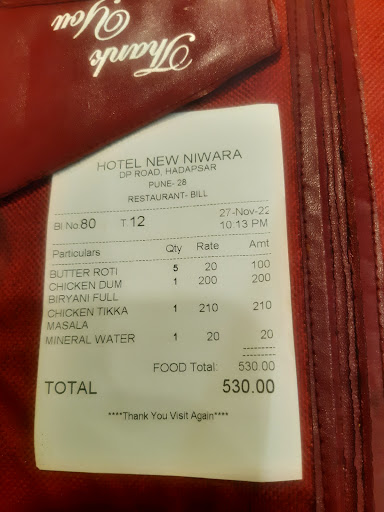 Thank
You
HOTEL NEW NIWARA
DP ROAD, HADAPSAR
PUNE- 28
RESTAURANT- BILL
Bl No:80 T.12 27-Nov-22
10:13 PM
Particulars Qty Rate Amt
BUTTER ROTI 5 20 100
CHICKEN DUM 1 200 200
BIRYANI FULL
CHICKEN TIKKA 1 210 210
MASALA
MINERAL WATER 1 20 20
FOOD Total: 530.00
TOTAL 530.00
****Thank You Visit Again****